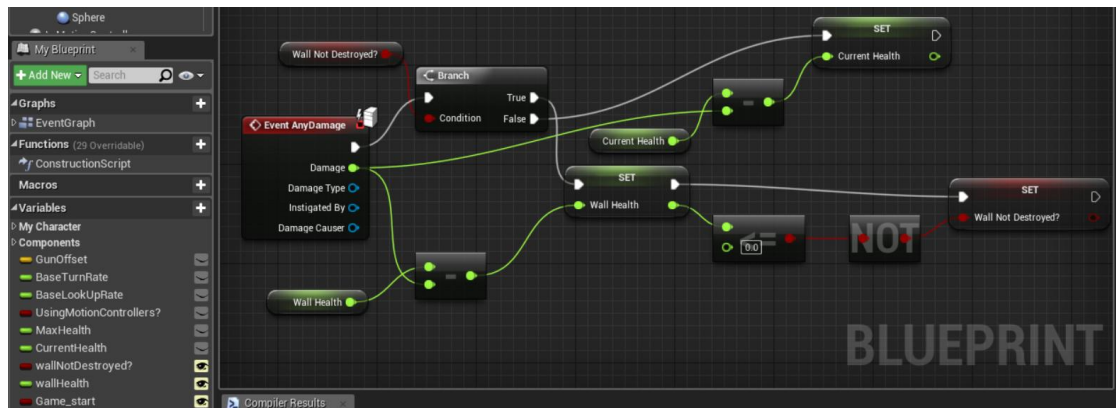 Sphere
My Blueprint
+ Add New
Search
Graphs
EventGraph
Functions (29 Overridable)
ConstructionScript
Macros
Variables
My Character
Components
GunOffset
BaseTurnRate
BaseLookUpRate
UsingMotionControllers?
MaxHealth
CurrentHealth
wallNotDestroyed?
wallHealth
Game_start
Wall Not Destroyed?
Branch
True
Condition
False
Event AnyDamage
Damage
Damage Type
Instigated By
Damage Causer
Wall Health
-
Current Health
-
SET
Current Health
SET
Wall Health
<=
0.0
NOT
SET
Wall Not Destroyed?
BLUEPRINT
Compiler Results